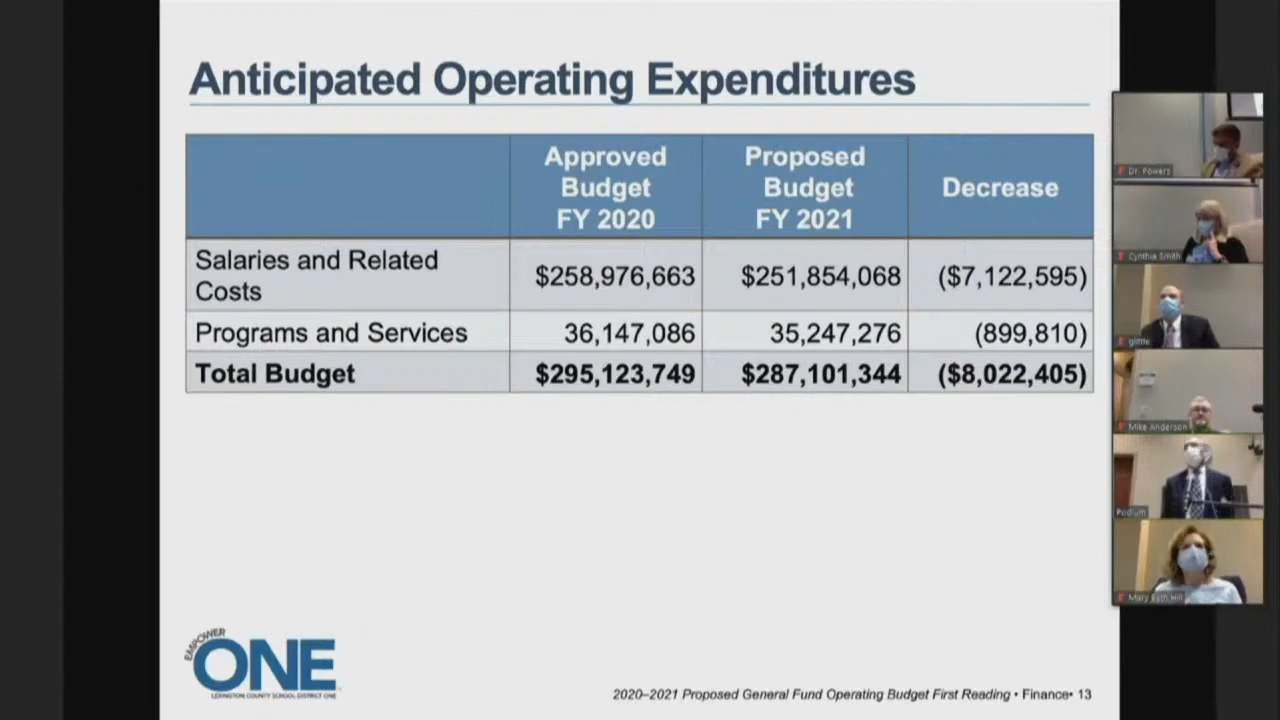 Anticipated Operating Expenditures
Approved Budget FY 2020 Proposed Budget FY 2021 Decrease
Salaries and Related Costs $258,976,663 $251,854,068 ($7,122,595)
Programs and Services 36,147,086 35,247,276 (899,810)
Total Budget $295,123,749 $287,101,344 ($8,022,405)
Dr. Powers
Cynthia Smith
Mike Anderson
Podium
Mary Beth Hill
EMPOWER
ONE
LEXINGTON COUNTY SCHOOL DISTRICT ONE
2020–2021 Proposed General Fund Operating Budget First Reading • Finance• 13